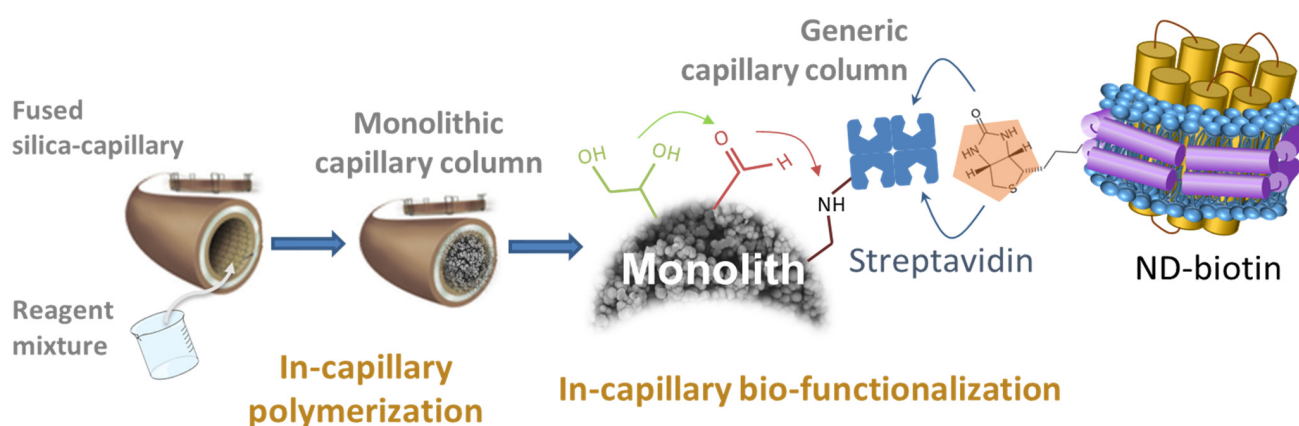 Fused
silica-capillary
Reagent
mixture
Monolithic
capillary column
In-capillary
polymerization
Generic
capillary column
OH
OH
O
H
NH
Monolith
Streptavidin
O
HN
NH
H
H
S
ND-biotin
In-capillary bio-functionalization